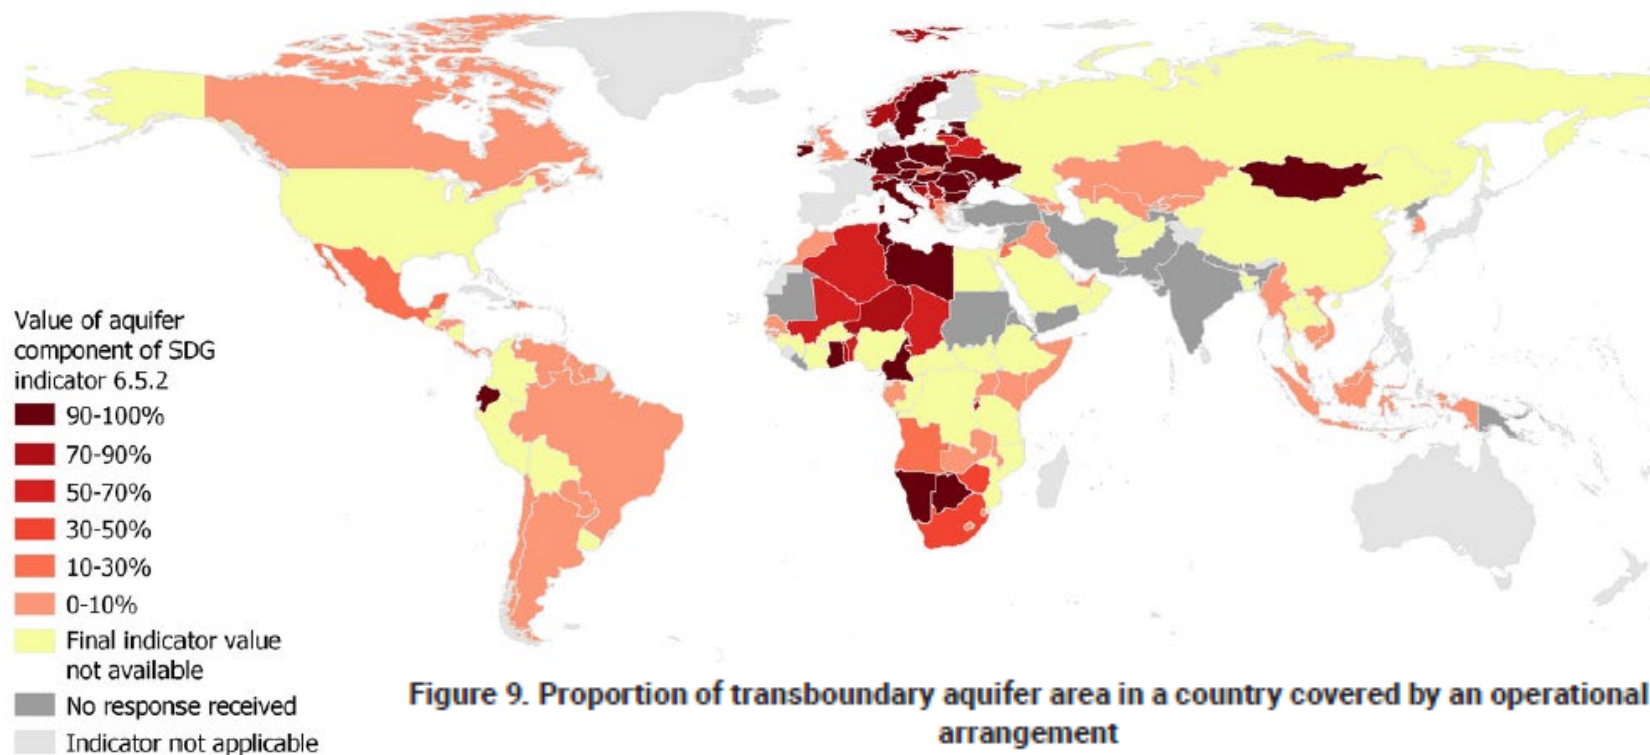 Value of aquifer
component of SDG
indicator 6.5.2
90-100%
70-90%
50-70%
30-50%
10-30%
0-10%
Final indicator value
not available
No response received
Indicator not applicable
Figure 9. Proportion of transboundary aquifer area in a country covered by an operational
arrangement